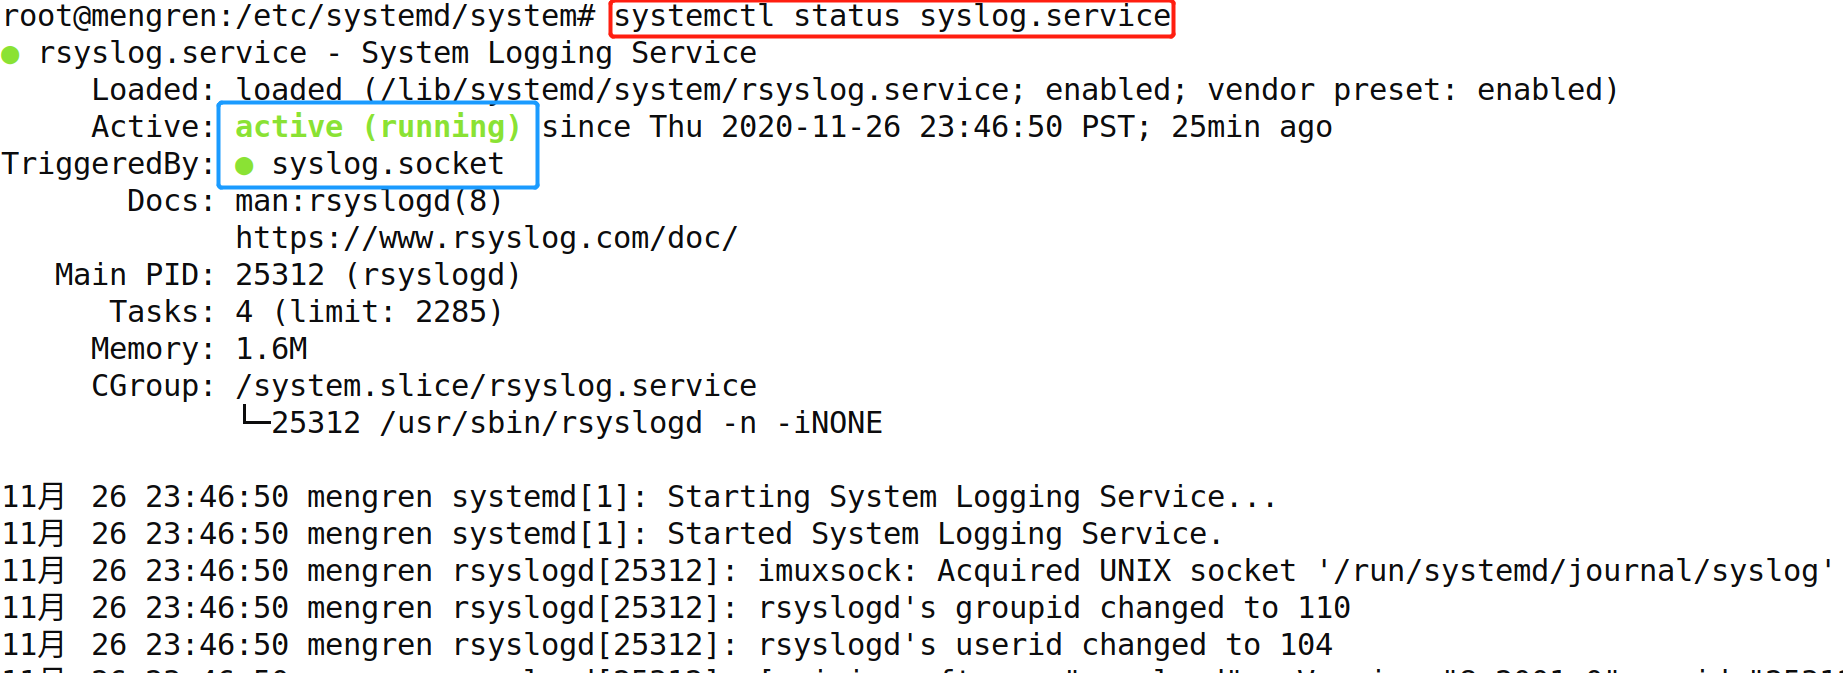 root@mengren:/etc/systemd/system# systemctl status syslog.service
● rsyslog.service - System Logging Service
Loaded: loaded (/lib/systemd/system/rsyslog.service; enabled; vendor preset: enabled)
Active: active (running) since Thu 2020-11-26 23:46:50 PST; 25min ago
TriggeredBy: ● syslog.socket
Docs: man:rsyslogd(8)
https://www.rsyslog.com/doc/
Main PID: 25312 (rsyslogd)
Tasks: 4 (limit: 2285)
Memory: 1.6M
CGroup: /system.slice/rsyslog.service
└─25312 /usr/sbin/rsyslogd -n -iNONE
11月 26 23:46:50 mengren systemd[1]: Starting System Logging Service...
11月 26 23:46:50 mengren systemd[1]: Started System Logging Service.
11月 26 23:46:50 mengren rsyslogd[25312]: imuxsock: Acquired UNIX socket '/run/systemd/journal/syslog'
11月 26 23:46:50 mengren rsyslogd[25312]: rsyslogd's groupid changed to 110
11月 26 23:46:50 mengren rsyslogd[25312]: rsyslogd's userid changed to 104